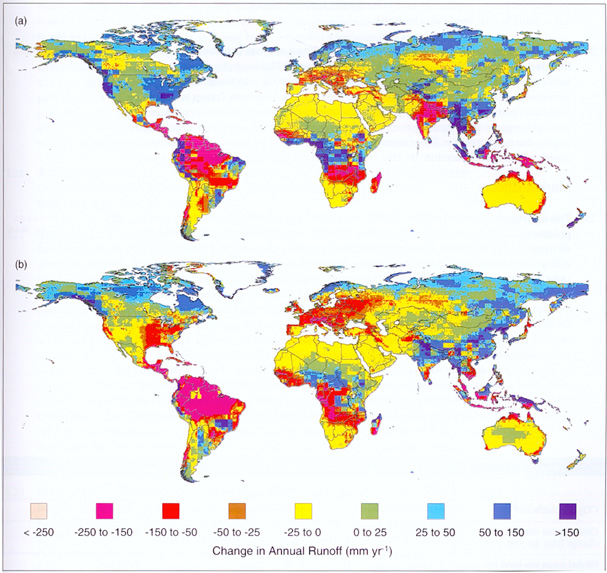 (a)
(b)
< -250 -250 to -150 -150 to -50 -50 to -25 -25 to 0 0 to 25 25 to 50 50 to 150 >150
Change in Annual Runoff (mm yr-1)